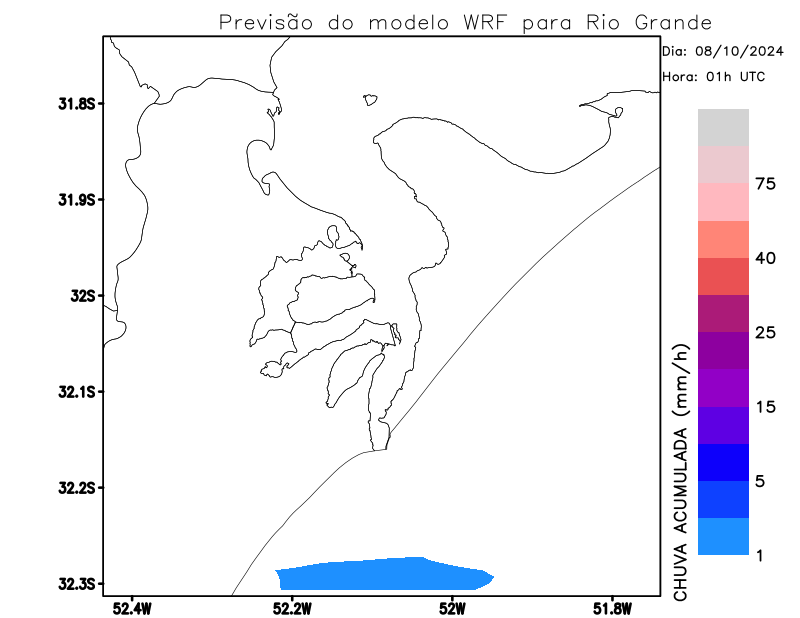 Previsão do modelo WRF para Rio Grande
Dia: 08/10/2024
Hora: 01h UTC
31.8S
31.9S
32S
32.1S
32.2S
32.3S
52.4W
52.2W
52W
51.8W
CHUVA ACUMULADA (mm/h)
75
40
25
15
5
1